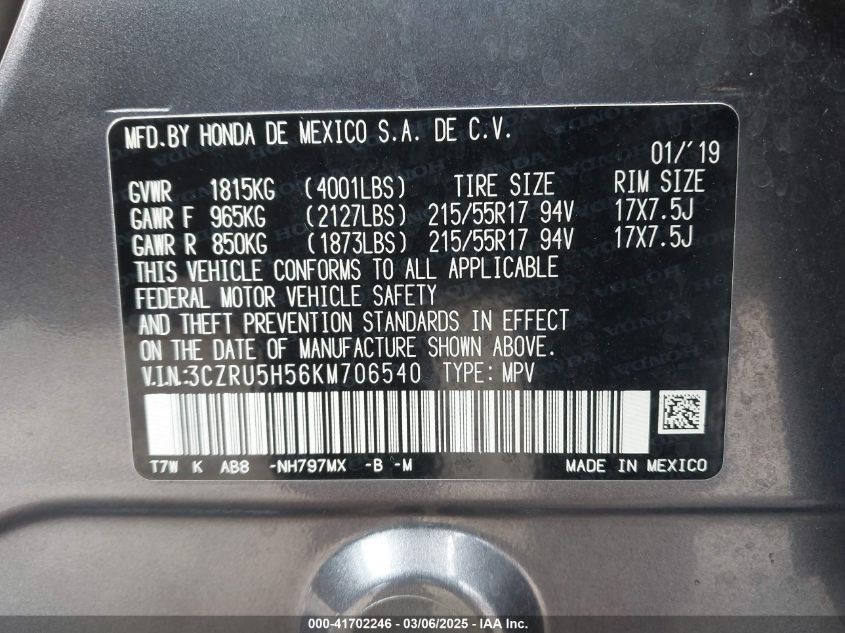 MFD.BY HONDA DE MEXICO S.A. DE C.V.
01/'19
GVWR 1815KG (4001LBS) TIRE SIZE RIM SIZE
GAWR F 965KG (2127LBS) 215/55R17 94V 17X7.5J
GAWR R 850KG (1873LBS) 215/55R17 94V 17X7.5J
THIS VEHICLE CONFORMS TO ALL APPLICABLE
FEDERAL MOTOR VEHICLE SAFETY
AND THEFT PREVENTION STANDARDS IN EFFECT
ON THE DATE OF MANUFACTURE SHOWN ABOVE.
V.I.N.:3CZRU5H56KM706540 TYPE: MPV
T7W K AB8 -NH797MX -B -M MADE IN MEXICO
000-41702246 - 03/06/2025 - IAA Inc.